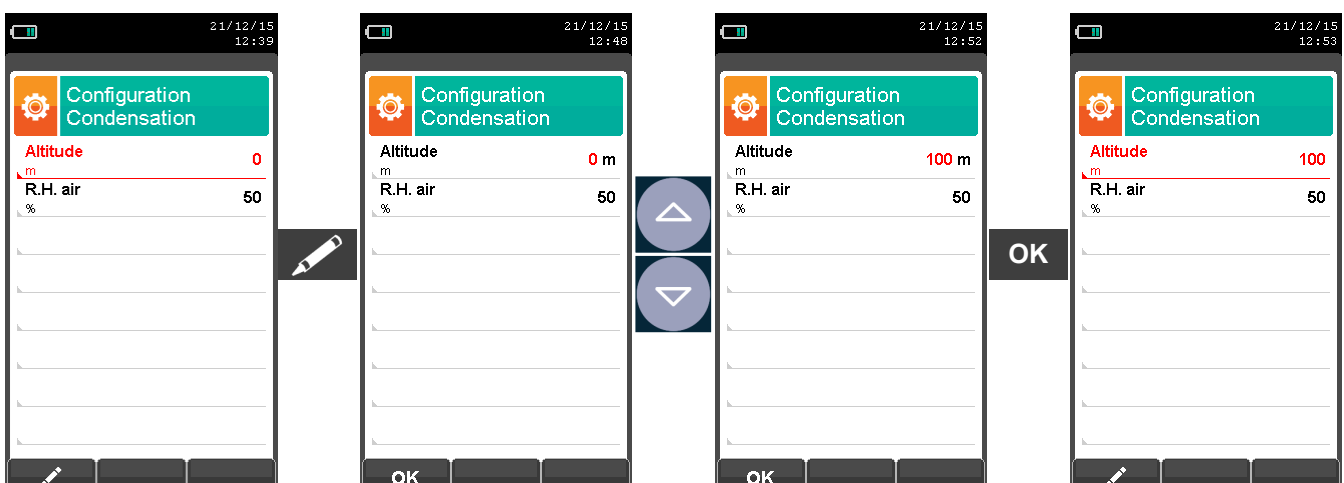 21/12/15
12:39
Configuration
Condensation
Altitude
m
0
R.H. air
%
50
21/12/15
12:48
Configuration
Condensation
Altitude
m
0 m
R.H. air
%
50
OK
21/12/15
12:52
Configuration
Condensation
Altitude
m
100 m
R.H. air
%
50
OK
OK
21/12/15
12:53
Configuration
Condensation
Altitude
m
100
R.H. air
%
50